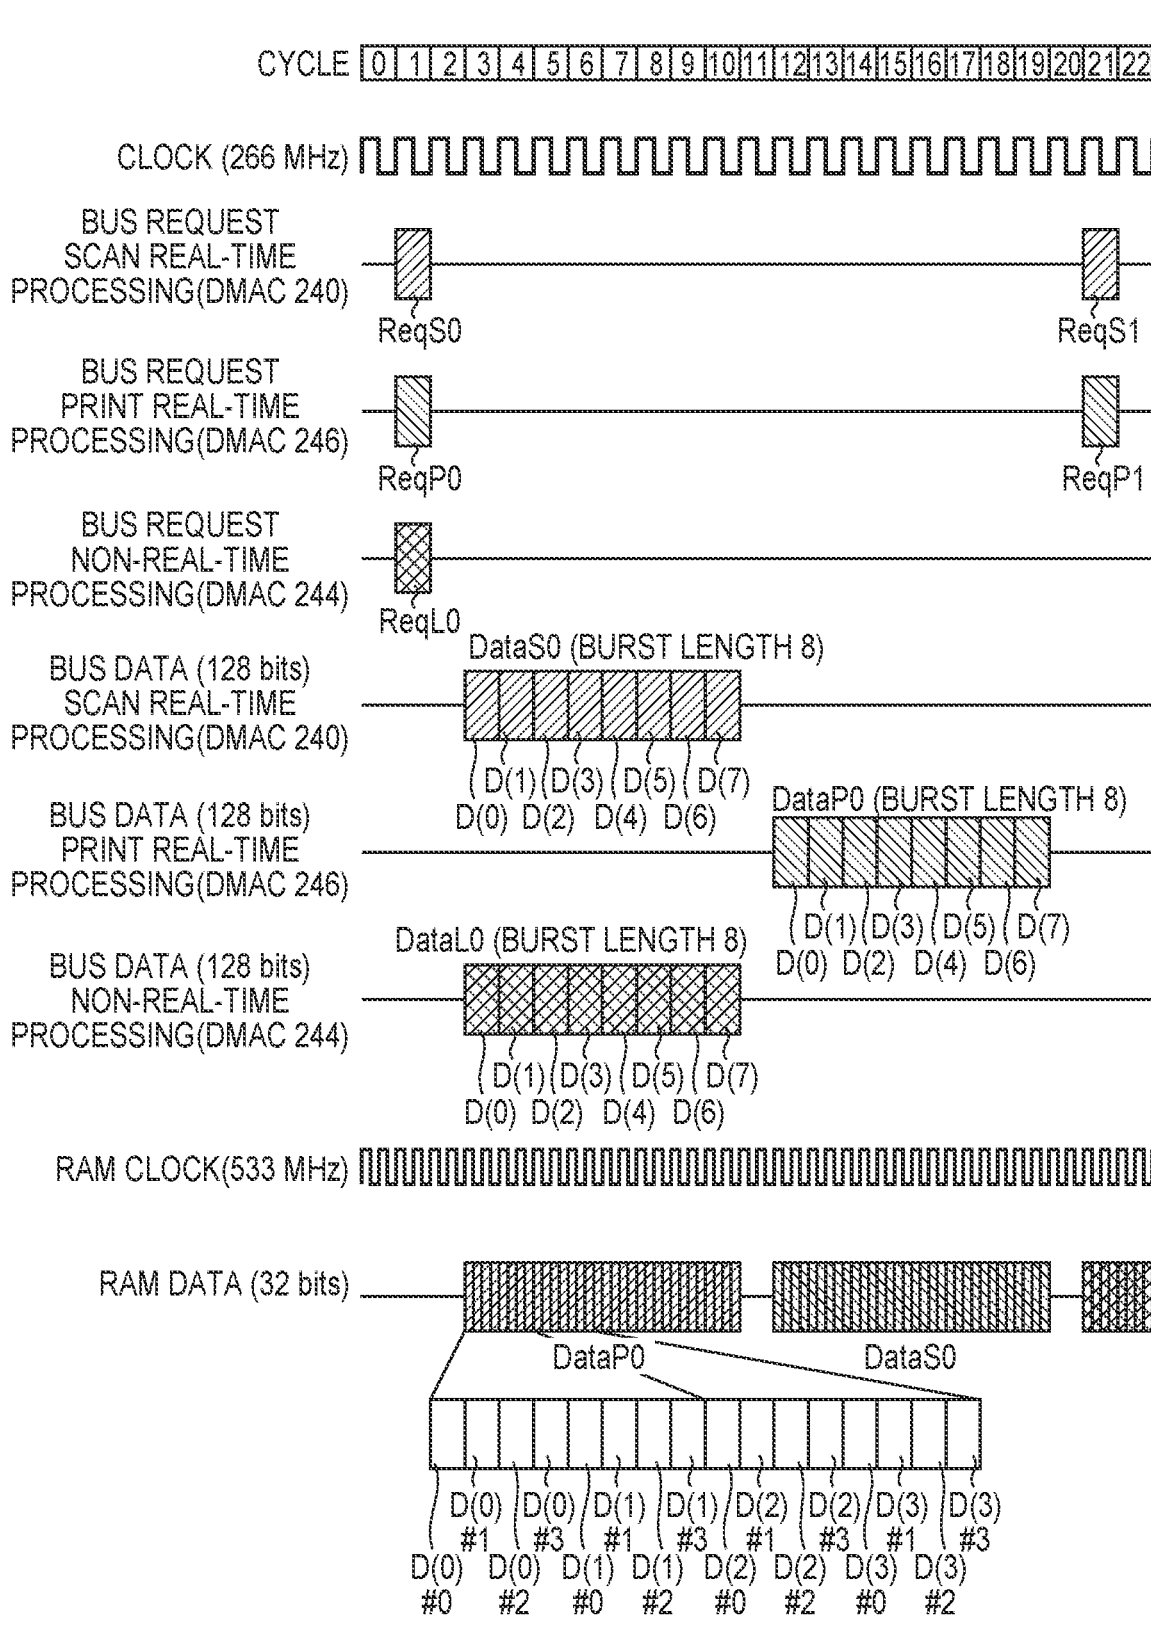 CYCLE 0 1 2 3 4 5 6 7 8 9 10 11 12 13 14 15 16 17 18 19 20 21 22
CLOCK (266 MHz)
BUS REQUEST
SCAN REAL-TIME
PROCESSING(DMAC 240)
ReqS0 ReqS1
BUS REQUEST
PRINT REAL-TIME
PROCESSING(DMAC 246)
ReqP0 ReqP1
BUS REQUEST
NON-REAL-TIME
PROCESSING(DMAC 244)
ReqL0
DataS0 (BURST LENGTH 8)
BUS DATA (128 bits)
SCAN REAL-TIME
PROCESSING(DMAC 240)
D(1) D(3) D(5) D(7)
D(0) D(2) D(4) D(6)
DataP0 (BURST LENGTH 8)
BUS DATA (128 bits)
PRINT REAL-TIME
PROCESSING(DMAC 246)
D(1) D(3) D(5) D(7)
D(0) D(2) D(4) D(6)
DataL0 (BURST LENGTH 8)
BUS DATA (128 bits)
NON-REAL-TIME
PROCESSING(DMAC 244)
D(1) D(3) D(5) D(7)
D(0) D(2) D(4) D(6)
RAM CLOCK(533 MHz)
RAM DATA (32 bits)
DataP0 DataS0
D(0) D(0) D(1) D(1) D(2) D(2) D(3) D(3)
#1 #3 #1 #3 #1 #3 #1 #3
D(0) D(0) D(1) D(1) D(2) D(2) D(3) D(3)
#0 #2 #0 #2 #0 #2 #0 #2